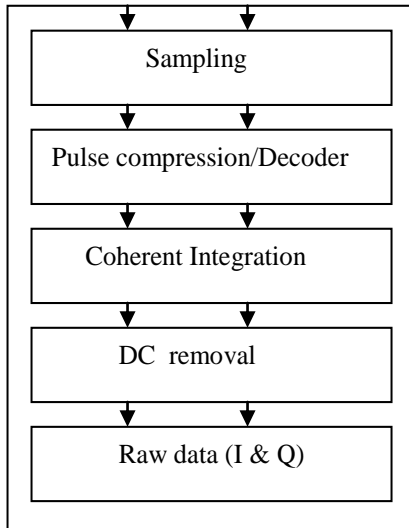 Sampling
Pulse compression/Decoder
Coherent Integration
DC removal
Raw data (I & Q)